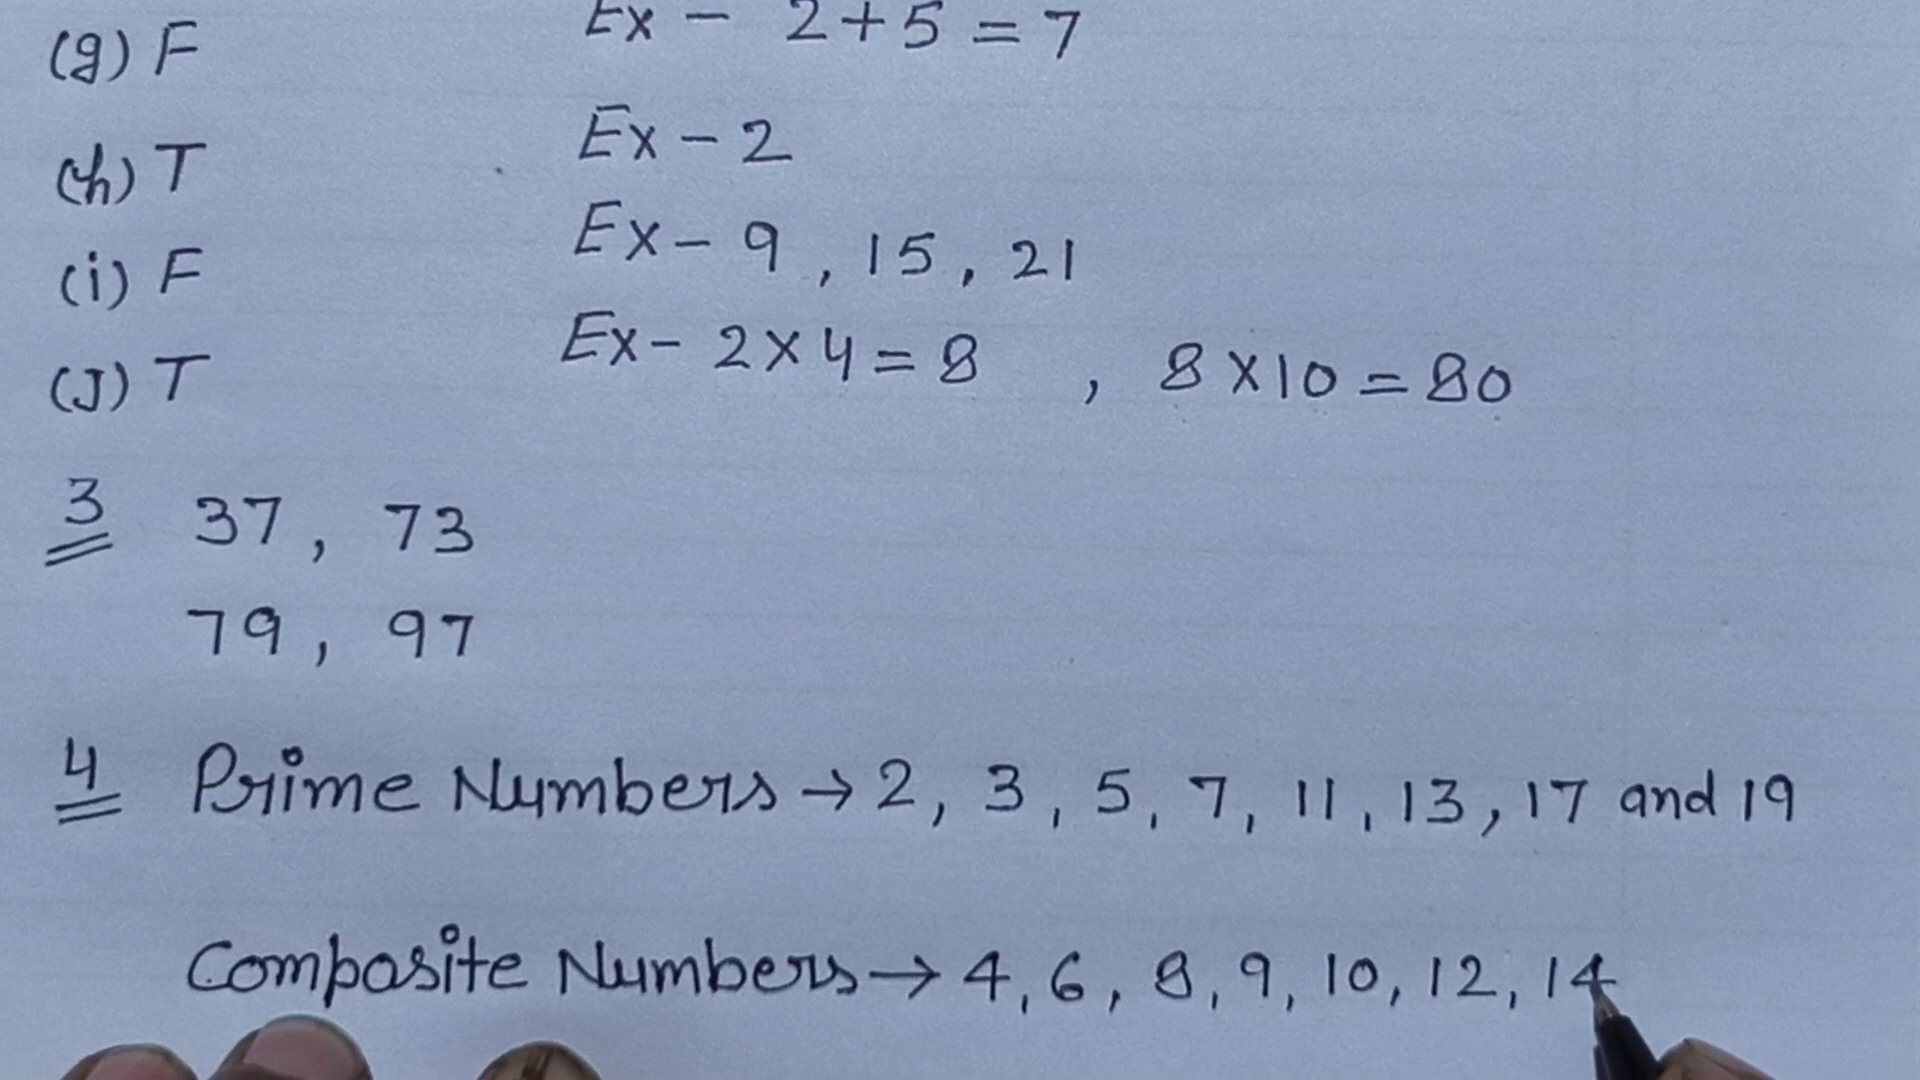 (g) F Ex - 2+5 = 7
(h) T Ex - 2
(i) F Ex - 9, 15, 21
(J) T Ex - 2×4=8 , 8×10=80
3 37, 73
79, 97
4 Prime Numbers → 2, 3, 5, 7, 11, 13, 17 and 19
Composite Numbers → 4, 6, 8, 9, 10, 12, 14